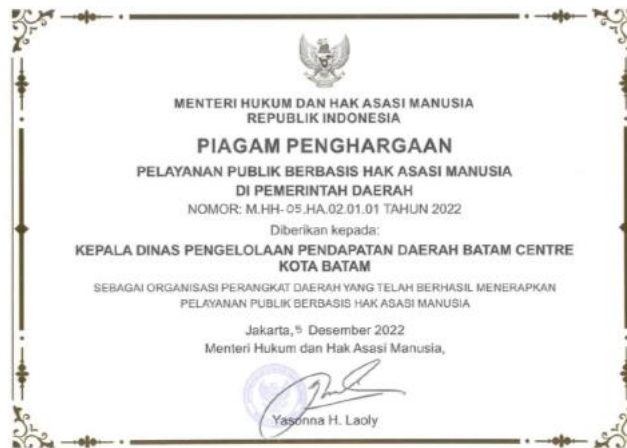 MENTERI HUKUM DAN HAK ASASI MANUSIA
REPUBLIK INDONESIA
PIAGAM PENGHARGAAN
PELAYANAN PUBLIK BERBASIS HAK ASASI MANUSIA
DI PEMERINTAH DAERAH
NOMOR: M.HH-05.HA.02.01.01 TAHUN 2022
Diberikan kepada:
KEPALA DINAS PENGELOLAAN PENDAPATAN DAERAH BATAM CENTRE
KOTA BATAM
SEBAGAI ORGANISASI PERANGKAT DAERAH YANG TELAH BERHASIL MENERAPKAN
PELAYANAN PUBLIK BERBASIS HAK ASASI MANUSIA
Jakarta, 5 Desember 2022
Menteri Hukum dan Hak Asasi Manusia,
Yasonna H. Laoly